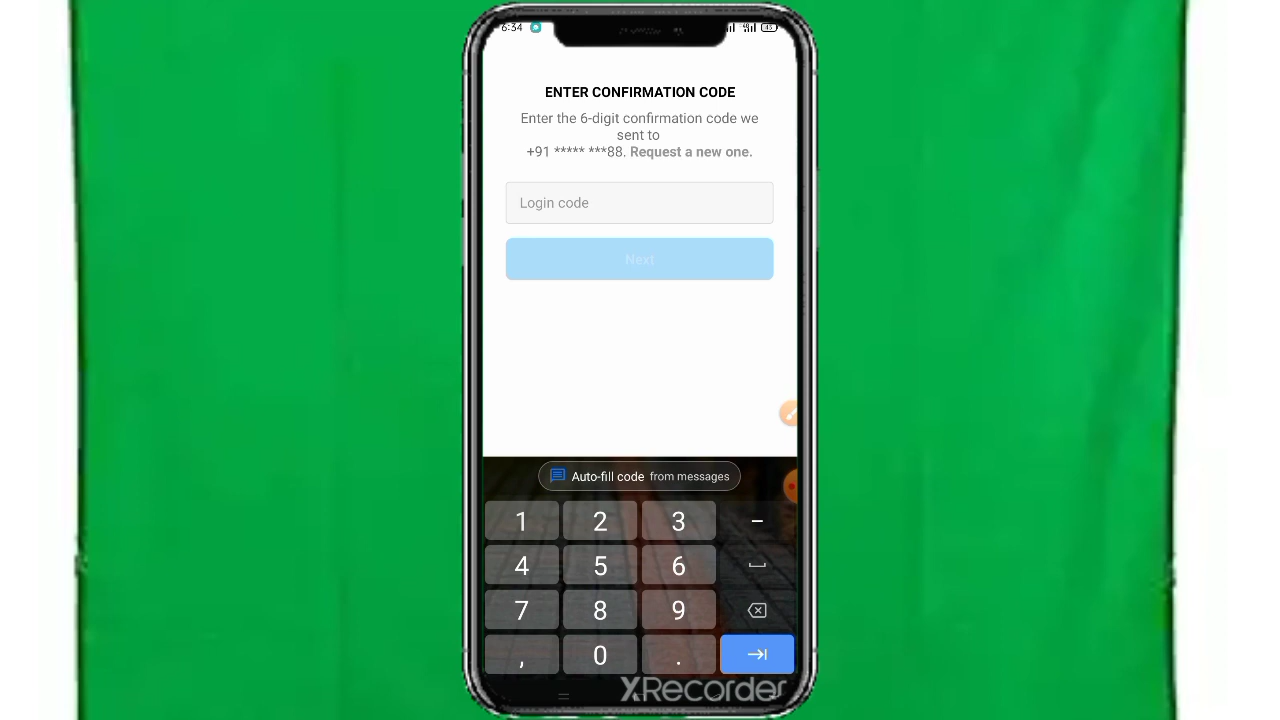 6:34
ENTER CONFIRMATION CODE
Enter the 6-digit confirmation code we
sent to
+91 ***** ***88. Request a new one.
Login code
Next
Auto-fill code from messages
1 2 3 –
4 5 6
7 8 9
, 0 .
XRecorder